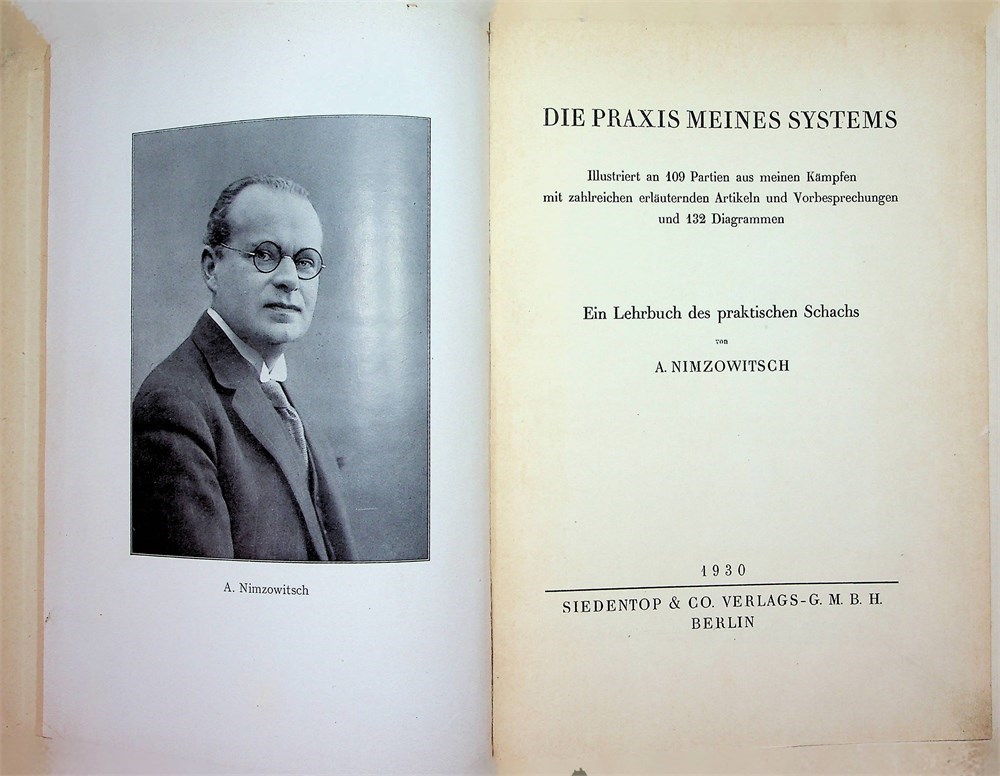 A. Nimzowitsch
DIE PRAXIS MEINES SYSTEMS
Illustriert an 109 Partien aus meinen Kämpfen
mit zahlreichen erläuternden Artikeln und Vorbesprechungen
und 132 Diagrammen
Ein Lehrbuch des praktischen Schachs
von
A. NIMZOWITSCH
1930
SIEDENTOP & CO. VERLAGS-G. M. B. H.
BERLIN